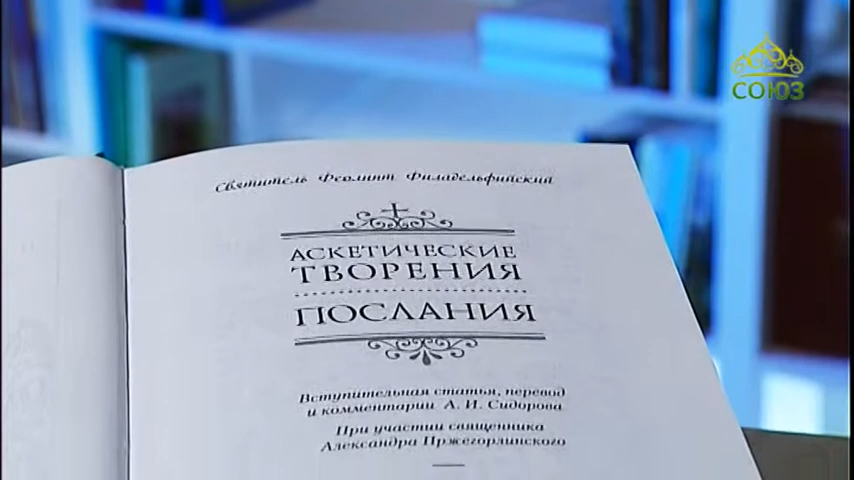 СОЮЗ
Святитель Феолипт Филадельфийский
АСКЕТИЧЕСКИЕ
ТВОРЕНИЯ
ПОСЛАНИЯ
Вступительная статья, перевод
и комментарии А. И. Сидорова
При участии священника
Александра Пржегорлинского